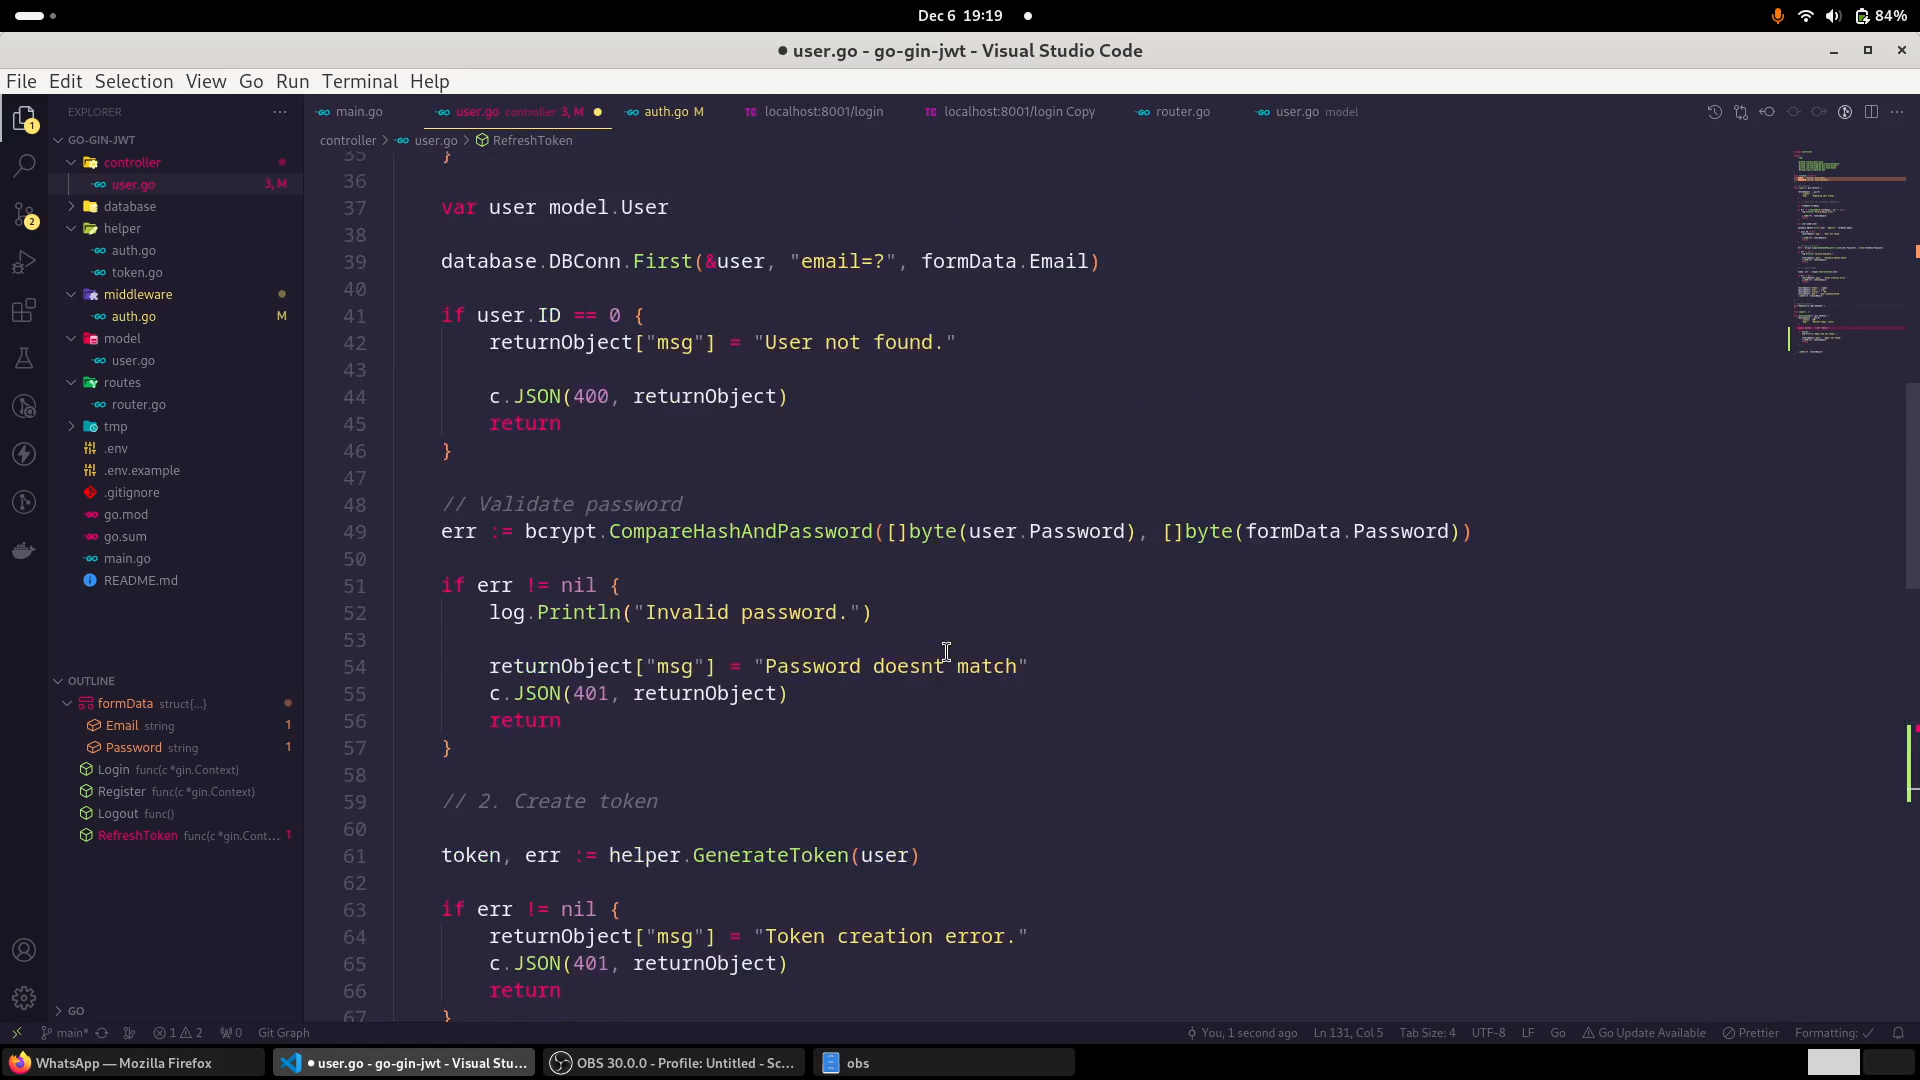 Dec 6 19:19
84%
user.go - go-gin-jwt - Visual Studio Code
File Edit Selection View Go Run Terminal Help
EXPLORER
main.go
user.go controller 3, M
auth.go M
localhost:8001/login
localhost:8001/login Copy
router.go
user.go model
controller > user.go > RefreshToken
GO-GIN-JWT
controller
user.go 3, M
database
helper
auth.go
token.go
middleware
auth.go M
model
user.go
routes
router.go
tmp
.env
.env.example
.gitignore
go.mod
go.sum
main.go
README.md
OUTLINE
formData struct{...}
Email string 1
Password string 1
Login func(c *gin.Context)
Register func(c *gin.Context)
Logout func()
RefreshToken func(c *gin.Cont... 1
GO
1
2
35 }
36
37 var user model.User
38
39 database.DBConn.First(&user, "email=?", formData.Email)
40
41 if user.ID == 0 {
42 returnObject["msg"] = "User not found."
43
44 c.JSON(400, returnObject)
45 return
46 }
47
48 // Validate password
49 err := bcrypt.CompareHashAndPassword([]byte(user.Password), []byte(formData.Password))
50
51 if err != nil {
52 log.Println("Invalid password.")
53
54 returnObject["msg"] = "Password doesnt match"
55 c.JSON(401, returnObject)
56 return
57 }
58
59 // 2. Create token
60
61 token, err := helper.GenerateToken(user)
62
63 if err != nil {
64 returnObject["msg"] = "Token creation error."
65 c.JSON(401, returnObject)
66 return
67 }
main* 1 2 0 Git Graph
You, 1 second ago Ln 131, Col 5 Tab Size: 4 UTF-8 LF Go Go Update Available Prettier Formatting:
WhatsApp — Mozilla Firefox
user.go - go-gin-jwt - Visual Stu...
OBS 30.0.0 - Profile: Untitled - Sc...
obs